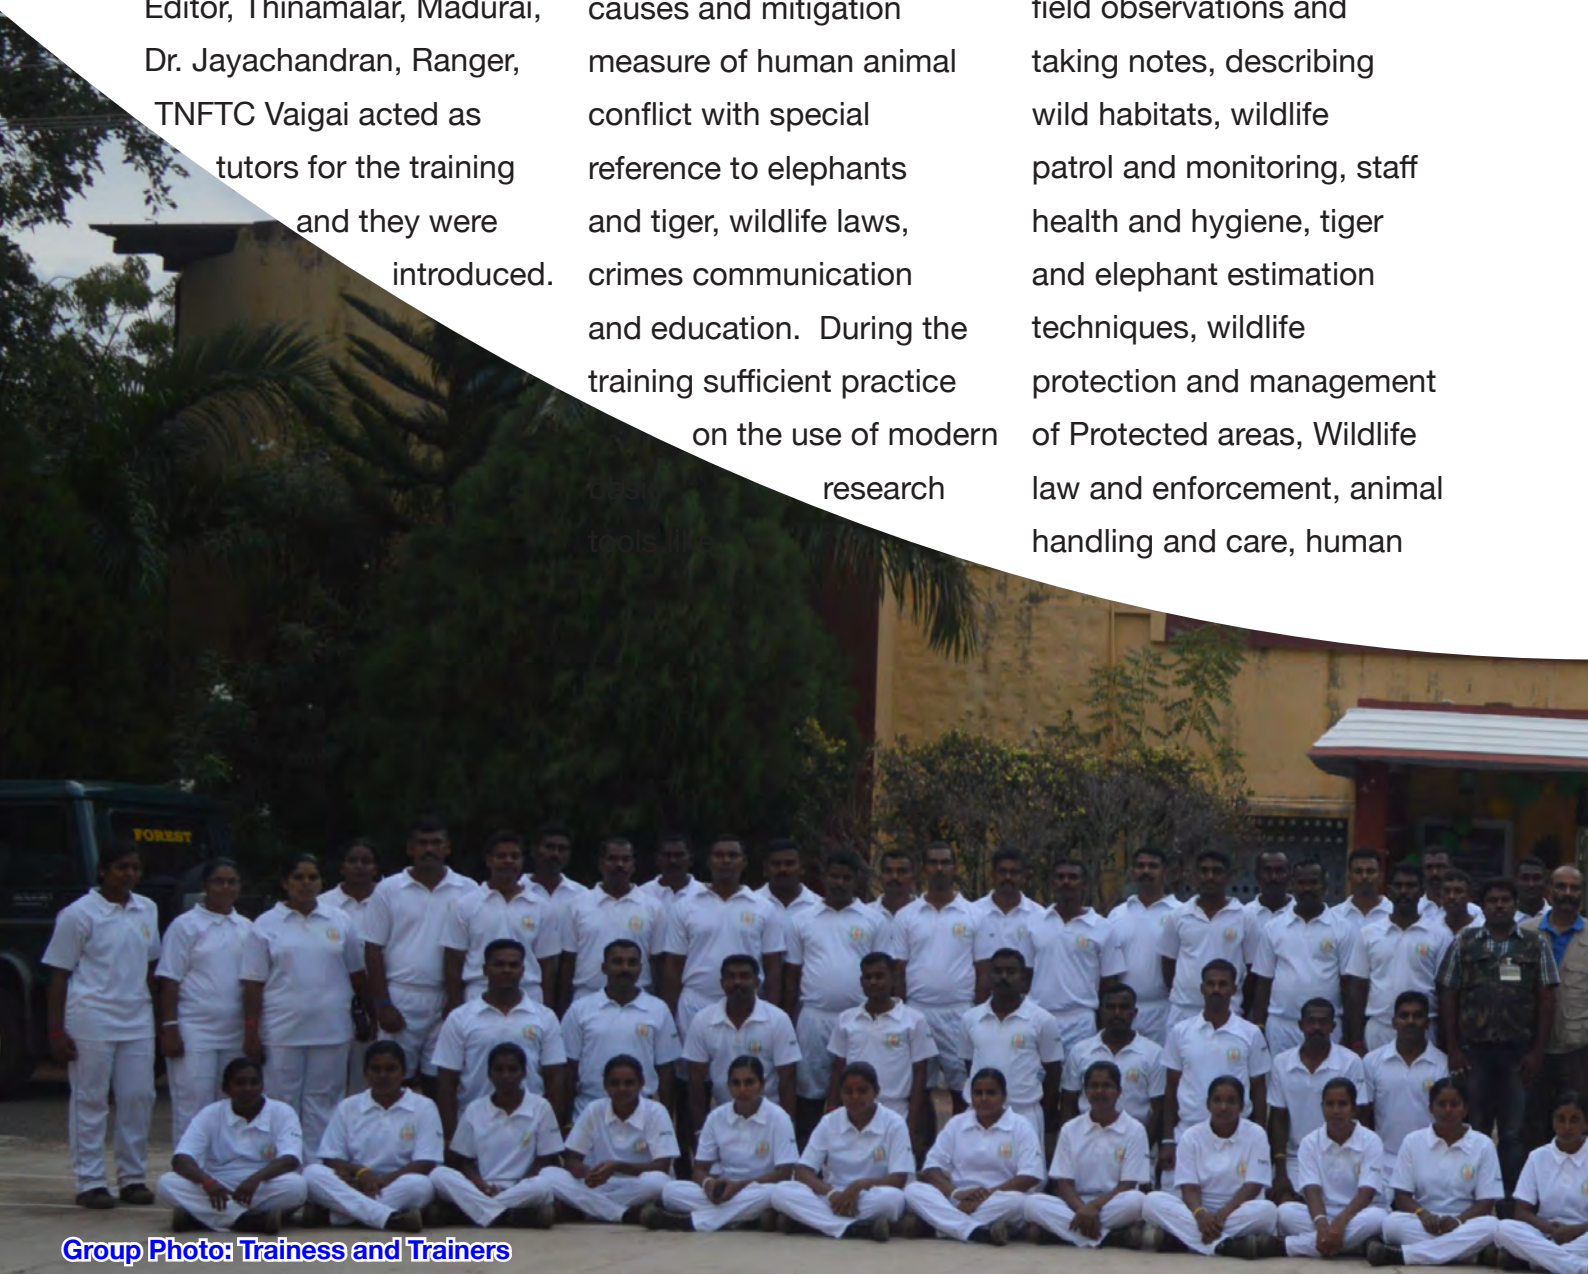 Editor, Thinamalar, Madurai,
Dr. Jayachandran, Ranger,
TNFTC Vaigai acted as
tutors for the training
and they were
introduced.
causes and mitigation
measure of human animal
conflict with special
reference to elephants
and tiger, wildlife laws,
crimes communication
and education.  During the
training sufficient practice
on the use of modern
basic research
tools like
field observations and
taking notes, describing
wild habitats, wildlife
patrol and monitoring, staff
health and hygiene, tiger
and elephant estimation
techniques, wildlife
protection and management
of Protected areas, Wildlife
law and enforcement, animal
handling and care, human
FOREST
Group Photo: Trainess and Trainers